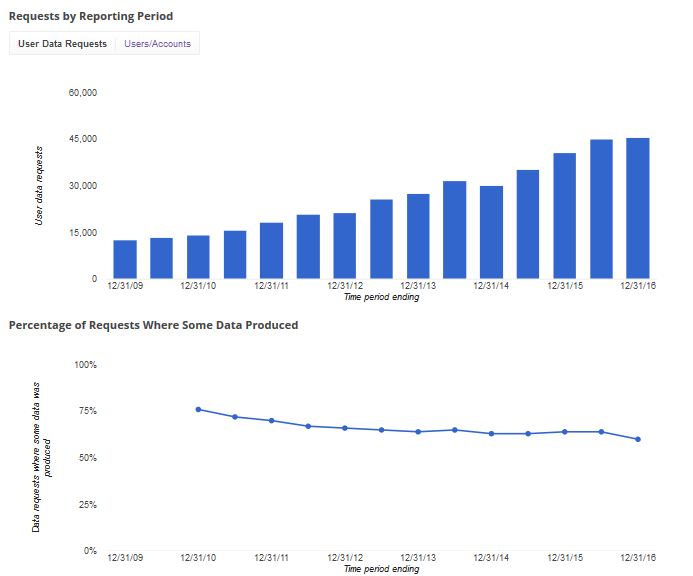 Requests by Reporting Period
User Data Requests Users/Accounts
60,000
45,000
30,000
15,000
0
User data requests
12/31/09 12/31/10 12/31/11 12/31/12 12/31/13 12/31/14 12/31/15 12/31/16
Time period ending
Percentage of Requests Where Some Data Produced
100%
75%
50%
25%
0%
Data requests where some data was
produced
12/31/09 12/31/10 12/31/11 12/31/12 12/31/13 12/31/14 12/31/15 12/31/16
Time period ending